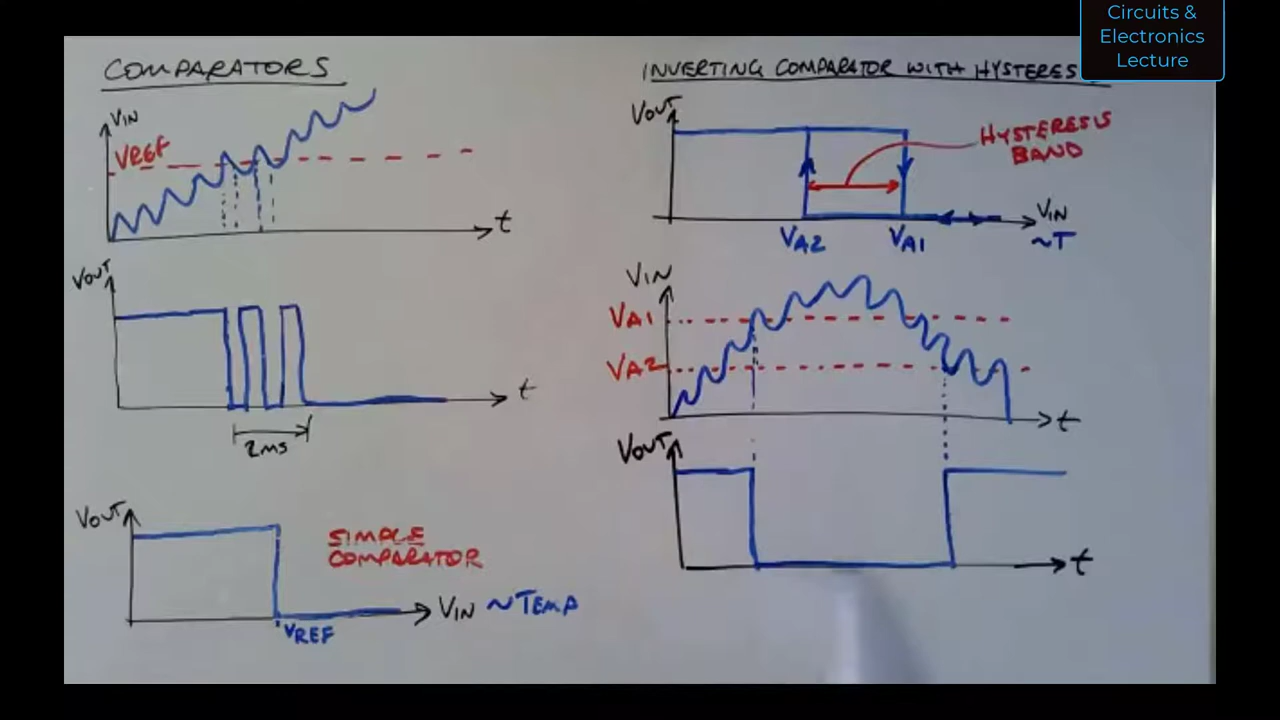 Circuits &
Electronics
Lecture
COMPARATORS
VIN
VREF
t
VOUT
t
2ms
VOUT
SIMPLE
COMPARATOR
VIN ~TEMP
VREF
INVERTING COMPARATOR WITH HYSTERES
VOUT
HYSTERESIS
BAND
VIN
~T
VA2
VA1
VIN
VA1
VA2
t
VOUT
t